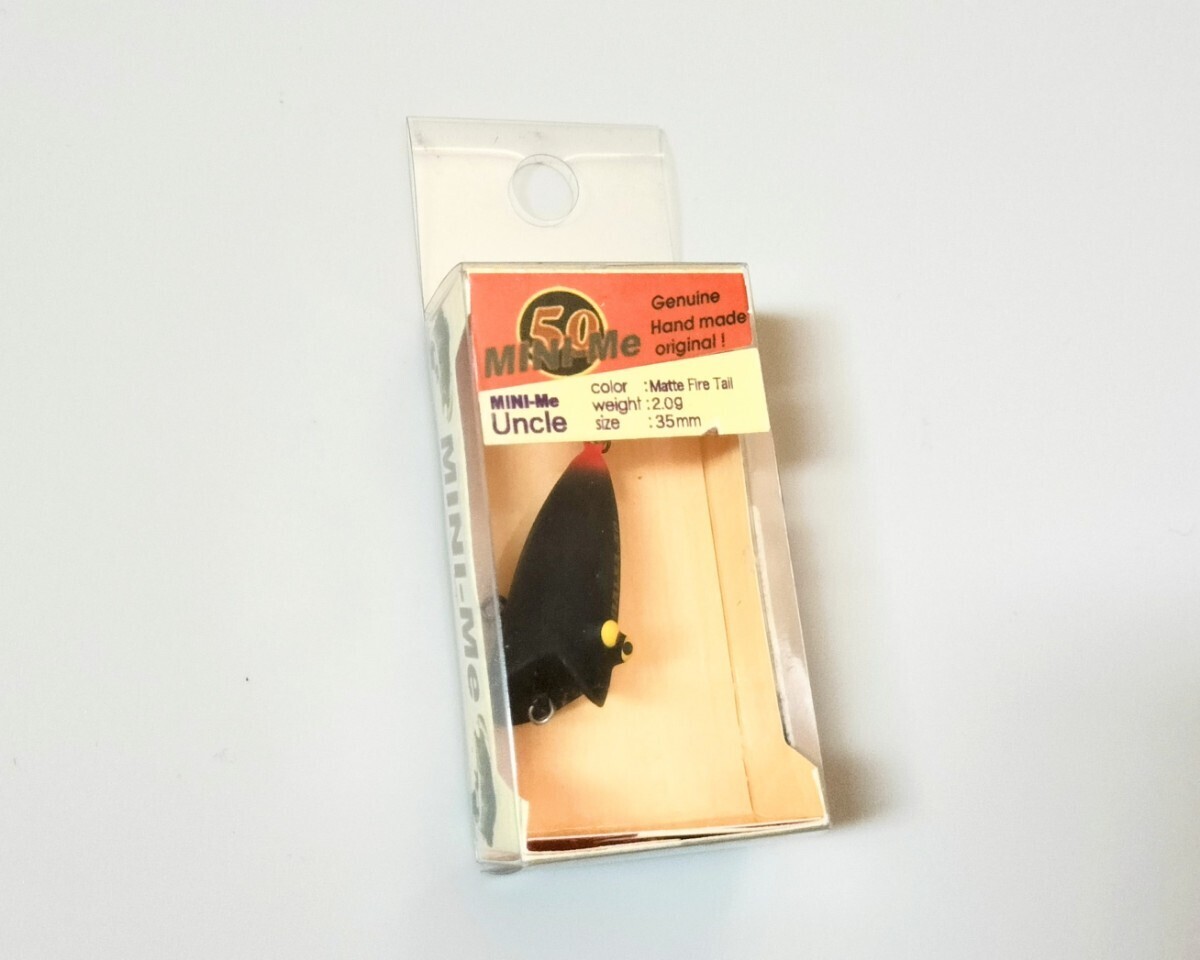 50
MINI-Me
Genuine
Hand made
original !
MINI-Me
Uncle
color : Matte Fire Tail
weight : 2.0g
size : 35mm
MINI-Me